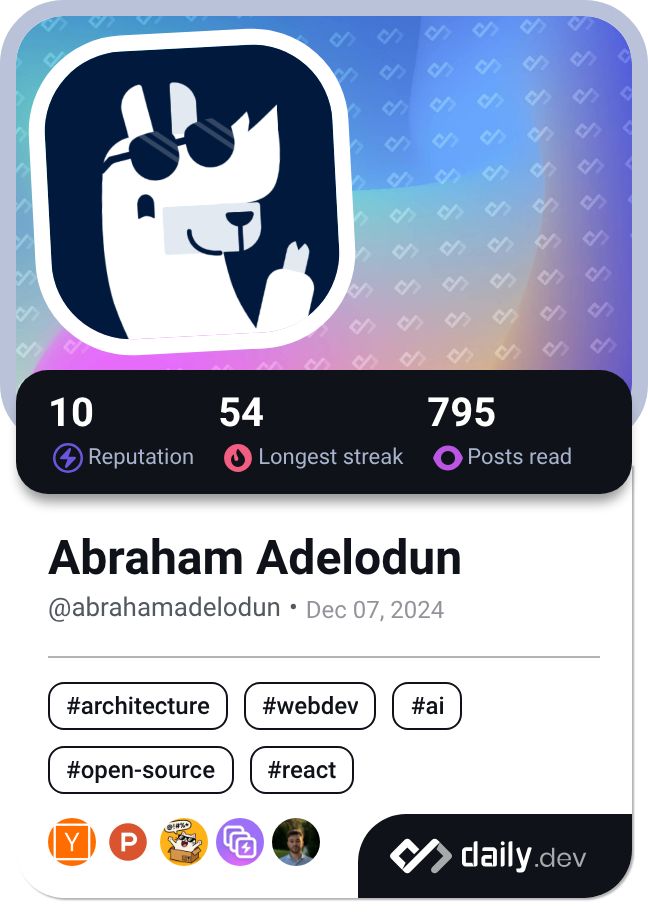 10 54 795
Reputation Longest streak Posts read
Abraham Adelodun
@abrahamadelodun • Dec 07, 2024
#architecture #webdev #ai
#open-source #react
Y P @!#%*
daily.dev